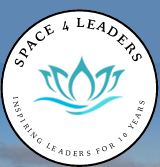 SPACE 4 LEADERS
INSPIRING LEADERS FOR 10 YEARS